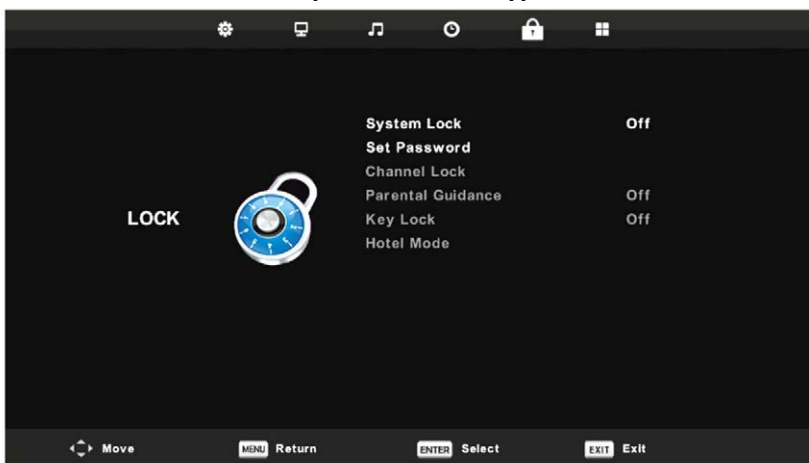 System Lock Off
Set Password
Channel Lock
Parental Guidance Off
LOCK
Key Lock Off
Hotel Mode
Move MENU Return ENTER Select EXIT Exit